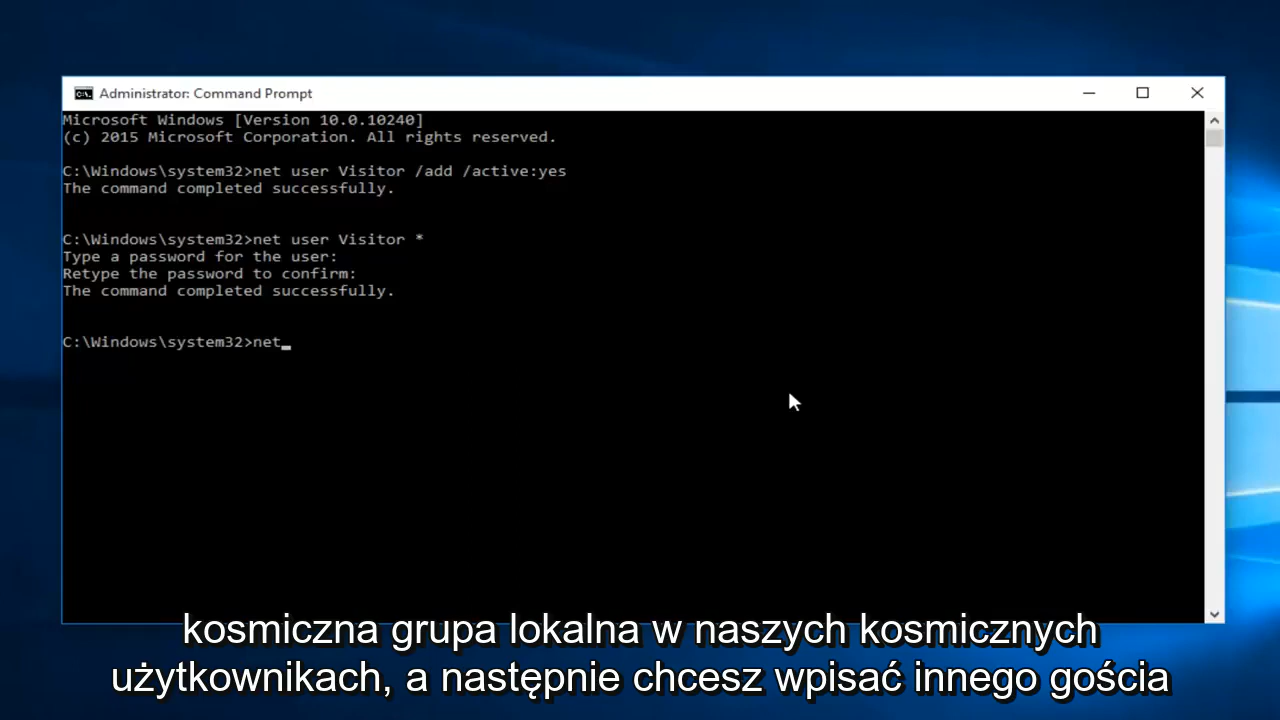 Administrator: Command Prompt
Microsoft Windows [Version 10.0.10240]
(c) 2015 Microsoft Corporation. All rights reserved.
C:\Windows\system32>net user Visitor /add /active:yes
The command completed successfully.
C:\Windows\system32>net user Visitor *
Type a password for the user:
Retype the password to confirm:
The command completed successfully.
C:\Windows\system32>net_
kosmiczna grupa lokalna w naszych kosmicznych
użytkownikach, a następnie chcesz wpisać innego gościa